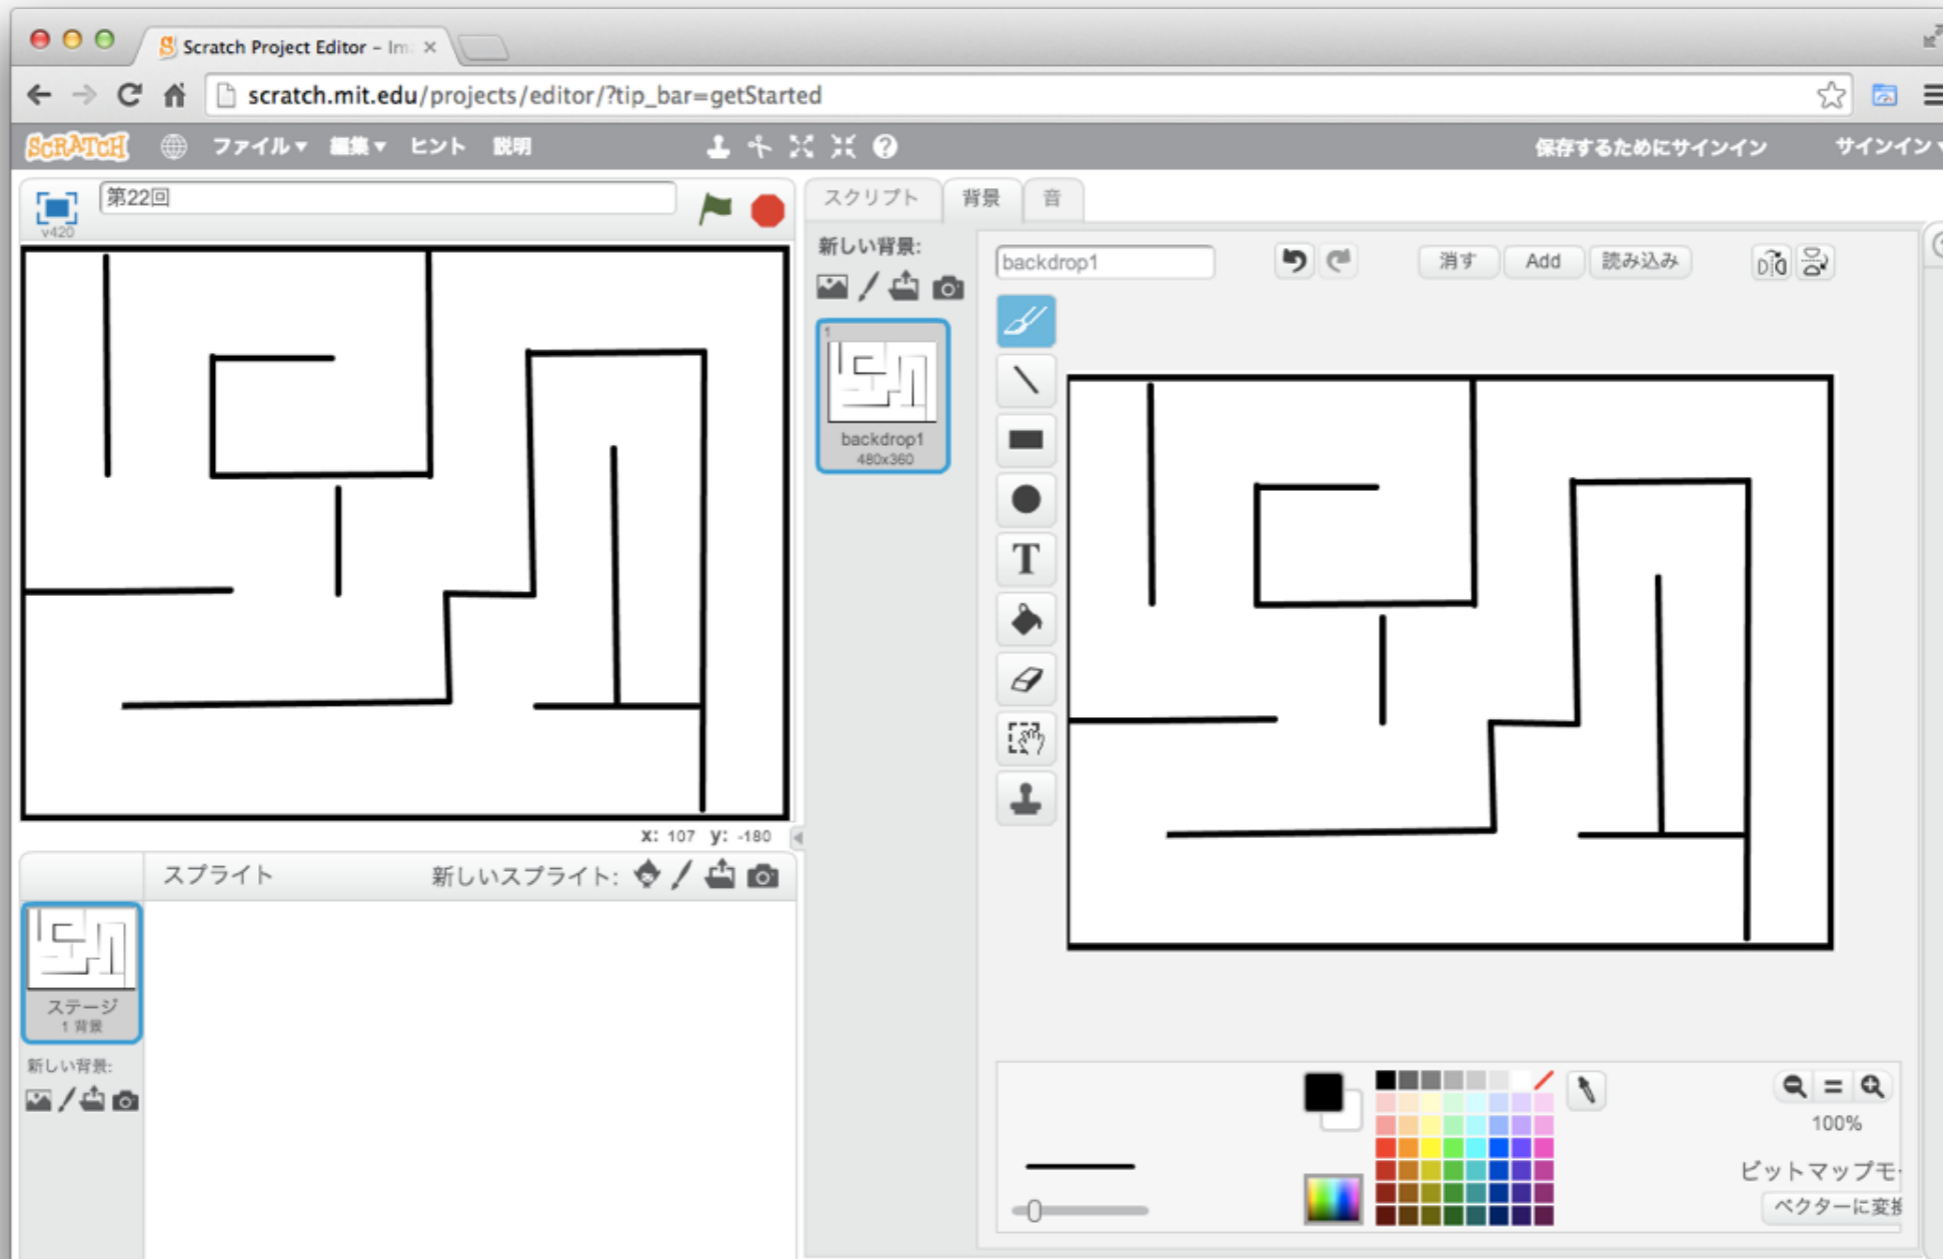 Scratch Project Editor – Im
scratch.mit.edu/projects/editor/?tip_bar=getStarted
SCRATCH ファイル▼ 編集▼ ヒント 説明 保存するためにサインイン サインイン▼
第22回
v420
スクリプト 背景 音
新しい背景:
backdrop1
消す Add 読み込み
1
backdrop1
480x360
T
x: 107 y: -180
スプライト 新しいスプライト:
ステージ
1 背景
新しい背景:
100%
ビットマップモ
ベクターに変換